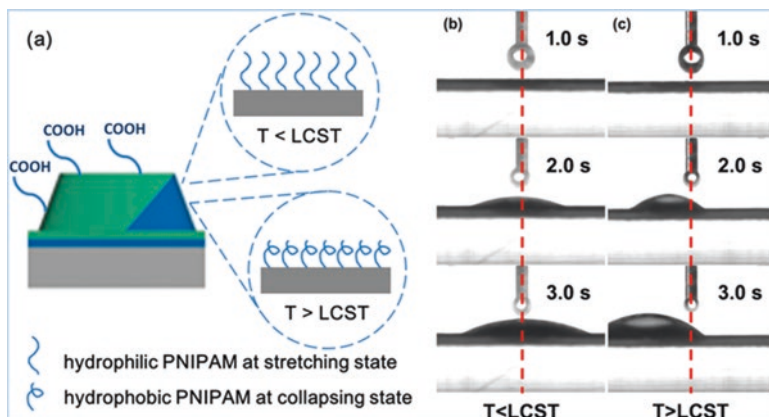 (a)
COOH
COOH
COOH
T < LCST
T > LCST
hydrophilic PNIPAM at stretching state
hydrophobic PNIPAM at collapsing state
(b)
1.0 s
2.0 s
3.0 s
T<LCST
(c)
1.0 s
2.0 s
3.0 s
T>LCST